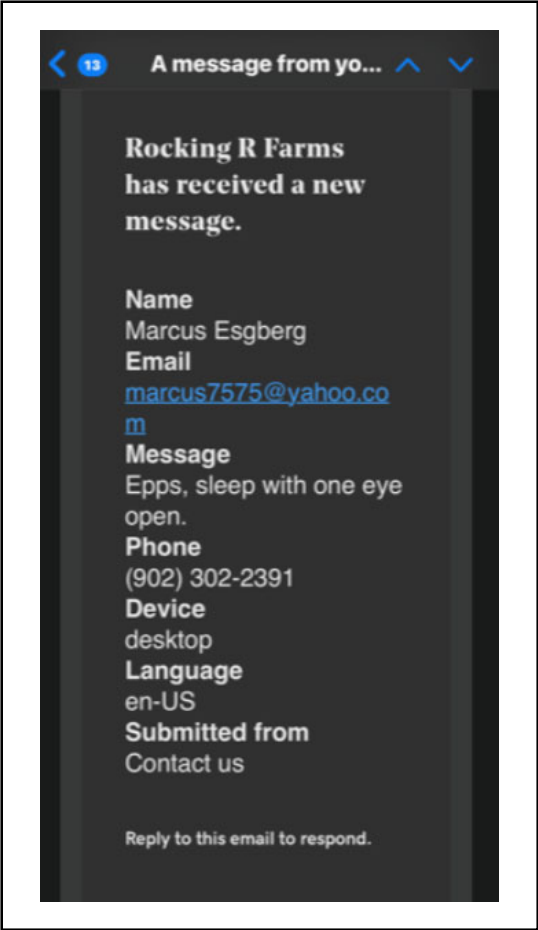 13 A message from yo...
Rocking R Farms
has received a new
message.
Name
Marcus Esgberg
Email
marcus7575@yahoo.co
m
Message
Epps, sleep with one eye
open.
Phone
(902) 302-2391
Device
desktop
Language
en-US
Submitted from
Contact us
Reply to this email to respond.